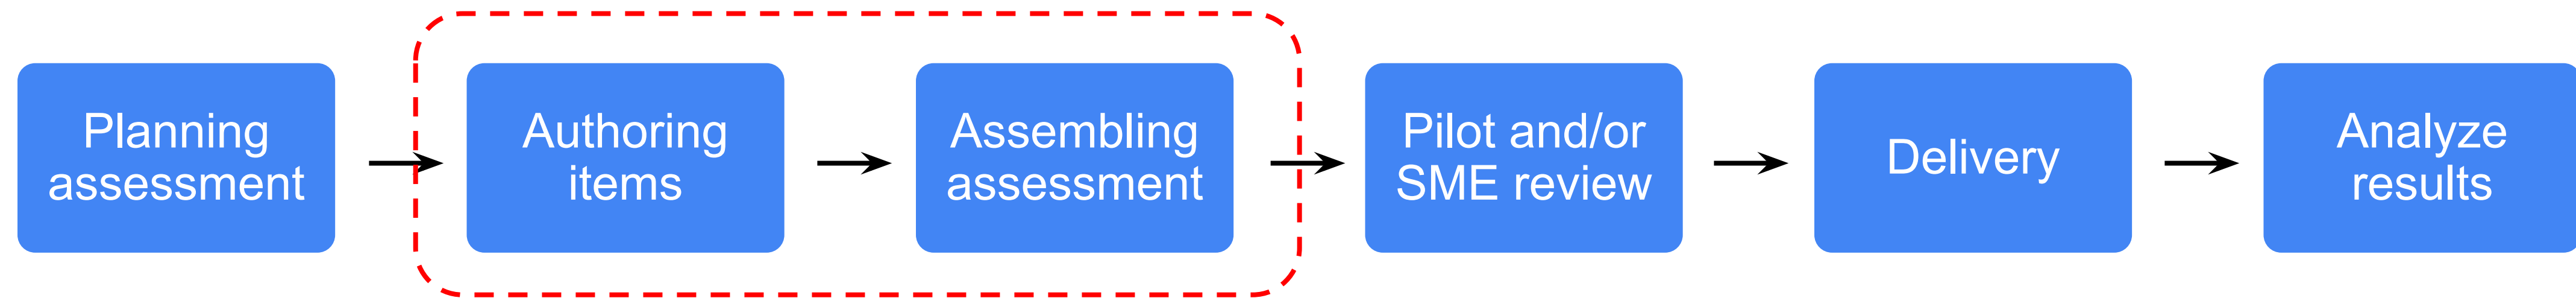 Planning
assessment
Authoring
items
Assembling
assessment
Pilot and/or
SME review
Delivery
Analyze
results